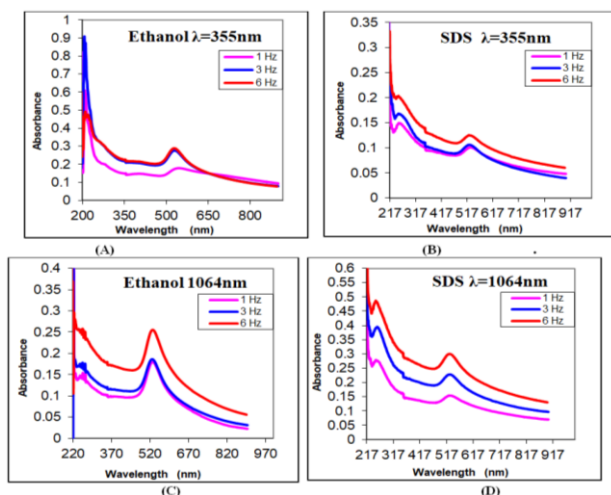 Ethanol λ=355nm
1
0.9
0.8
0.7
0.6
0.5
0.4
0.3
0.2
0.1
0
Absorbance
1 Hz
3 Hz
6 Hz
200 350 500 650 800
Wavelength (nm)
(A)
SDS λ=355nm
0.35
0.3
0.25
0.2
0.15
0.1
0.05
0
Absorbance
1 Hz
3 Hz
6 Hz
217 317 417 517 617 717 817 917
Wavelength (nm)
(B)
Ethanol 1064nm
0.4
0.35
0.3
0.25
0.2
0.15
0.1
0.05
0
Absorbance
1 Hz
3 Hz
6 Hz
220 370 520 670 820 970
Wavelength (nm)
(C)
SDS λ=1064nm
0.6
0.55
0.5
0.45
0.4
0.35
0.3
0.25
0.2
0.15
0.1
0.05
0
Absorbance
1 Hz
3 Hz
6 Hz
217 317 417 517 617 717 817 917
Wavelength (nm)
(D)